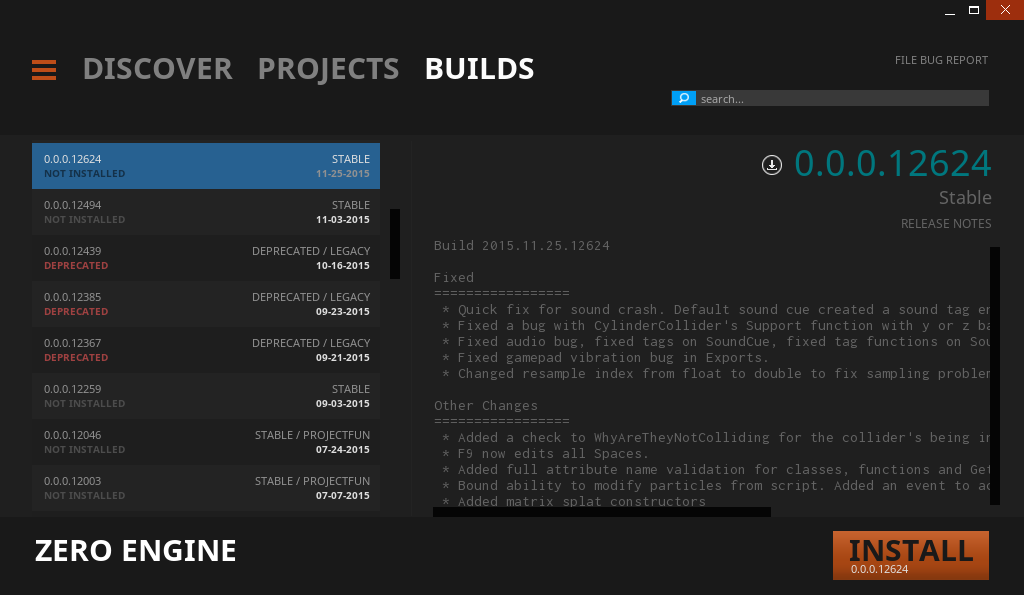 DISCOVER PROJECTS BUILDS
FILE BUG REPORT
search...
0.0.0.12624 STABLE
NOT INSTALLED 11-25-2015
0.0.0.12494 STABLE
NOT INSTALLED 11-03-2015
0.0.0.12439 DEPRECATED / LEGACY
DEPRECATED 10-16-2015
0.0.0.12385 DEPRECATED / LEGACY
DEPRECATED 09-23-2015
0.0.0.12367 DEPRECATED / LEGACY
DEPRECATED 09-21-2015
0.0.0.12259 STABLE
NOT INSTALLED 09-03-2015
0.0.0.12046 STABLE / PROJECTFUN
NOT INSTALLED 07-24-2015
0.0.0.12003 STABLE / PROJECTFUN
NOT INSTALLED 07-07-2015
0.0.0.12624
Stable
RELEASE NOTES
Build 2015.11.25.12624
Fixed
=================
* Quick fix for sound crash. Default sound cue created a sound tag en
* Fixed a bug with CylinderCollider's Support function with y or z ba
* Fixed audio bug, fixed tags on SoundCue, fixed tag functions on Sou
* Fixed gamepad vibration bug in Exports.
* Changed resample index from float to double to fix sampling problem
Other Changes
=================
* Added a check to WhyAreTheyNotColliding for the collider's being in
* F9 now edits all Spaces.
* Added full attribute name validation for classes, functions and Get
* Bound ability to modify particles from script. Added an event to ad
* Added matrix splat constructors
ZERO ENGINE
INSTALL
0.0.0.12624